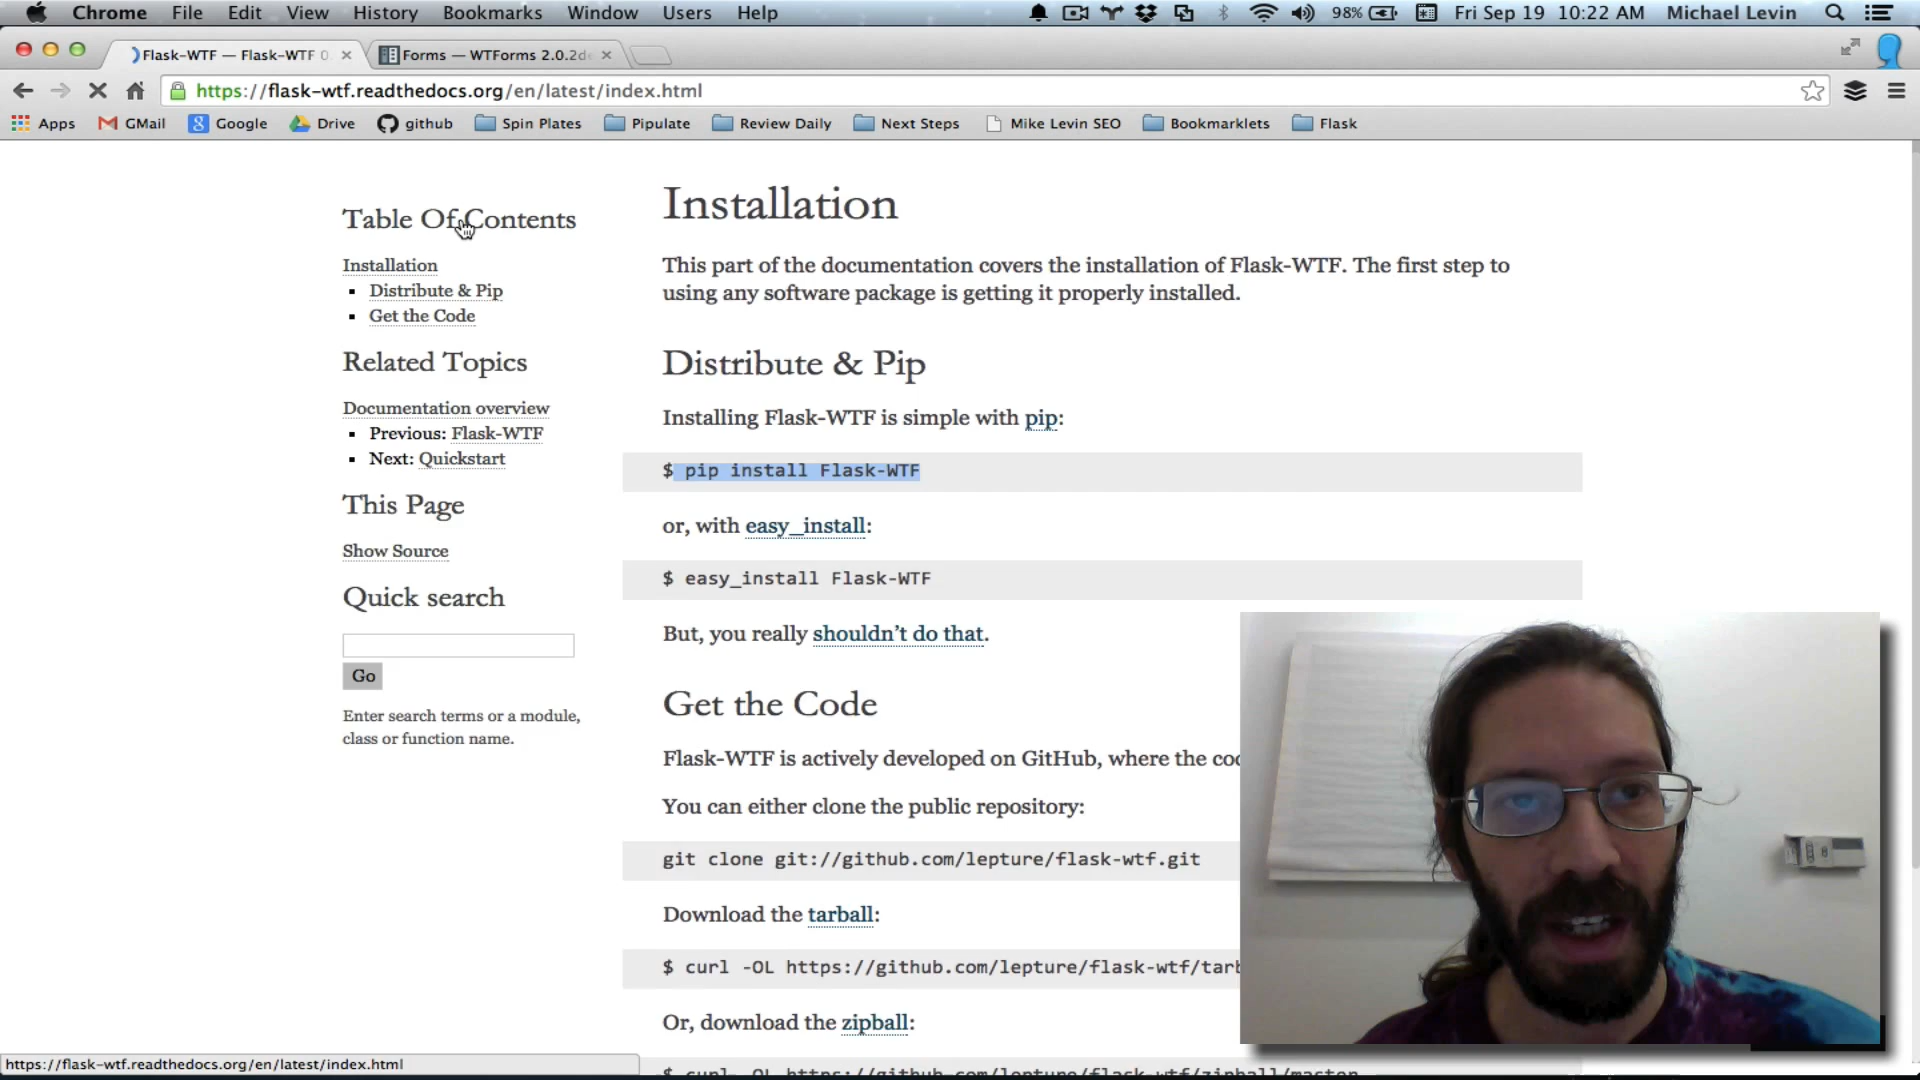 Chrome File Edit View History Bookmarks Window Users Help 98% Fri Sep 19 10:22 AM Michael Levin
Flask-WTF — Flask-WTF 0. Forms — WTForms 2.0.2de
https://flask-wtf.readthedocs.org/en/latest/index.html
Apps GMail Google Drive github Spin Plates Pipulate Review Daily Next Steps Mike Levin SEO Bookmarklets Flask
Table Of Contents
Installation
Distribute & Pip
Get the Code
Related Topics
Documentation overview
Previous: Flask-WTF
Next: Quickstart
This Page
Show Source
Quick search
Go
Enter search terms or a module,
class or function name.
Installation
This part of the documentation covers the installation of Flask-WTF. The first step to
using any software package is getting it properly installed.
Distribute & Pip
Installing Flask-WTF is simple with pip:
$ pip install Flask-WTF
or, with easy_install:
$ easy_install Flask-WTF
But, you really shouldn't do that.
Get the Code
Flask-WTF is actively developed on GitHub, where the co
You can either clone the public repository:
git clone git://github.com/lepture/flask-wtf.git
Download the tarball:
$ curl -OL https://github.com/lepture/flask-wtf/tarb
Or, download the zipball:
$ curl -OL https://github.com/lepture/flask-wtf/zipball/master
https://flask-wtf.readthedocs.org/en/latest/index.html